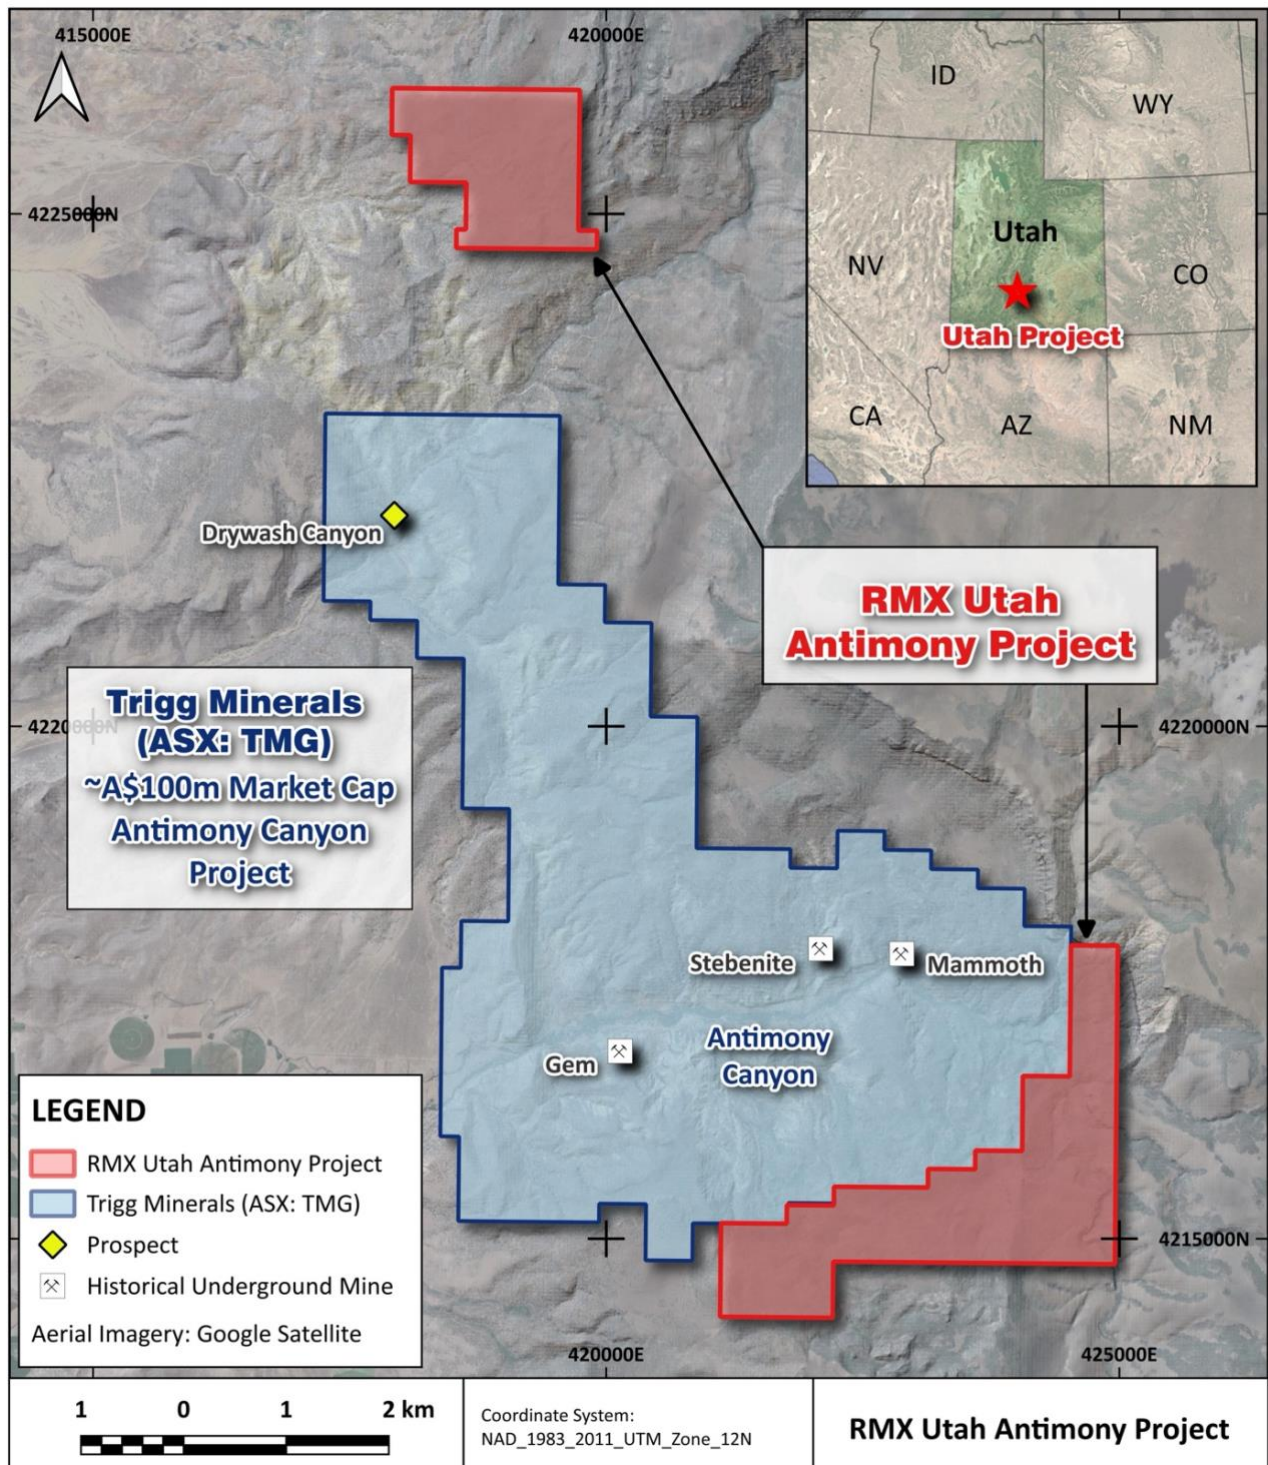 415000E
420000E
ID
WY
4225000N
Utah
NV
CO
Utah Project
CA
AZ
NM
Drywash Canyon
RMX Utah
Antimony Project
Trigg Minerals
(ASX: TMG)
~A$100m Market Cap
Antimony Canyon
Project
4220000N
4220000N
Stebenite
Mammoth
Antimony
Canyon
Gem
LEGEND
RMX Utah Antimony Project
Trigg Minerals (ASX: TMG)
Prospect
Historical Underground Mine
Aerial Imagery: Google Satellite
4215000N
420000E
425000E
1 0 1 2 km
Coordinate System:
NAD_1983_2011_UTM_Zone_12N
RMX Utah Antimony Project